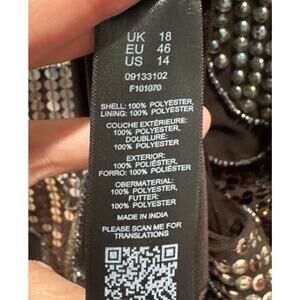 UK 18
EU 46
US 14
09133102
F101070
SHELL: 100% POLYESTER,
LINING: 100% POLYESTER
COUCHE EXTÉRIEURE:
100% POLYESTER,
DOUBLURE:
100% POLYESTER
EXTERIOR:
100% POLIÉSTER,
FORRO: 100% POLIÉSTER
OBERMATERIAL:
100% POLYESTER,
FUTTER:
100% POLYESTER
MADE IN INDIA
PLEASE SCAN ME FOR
TRANSLATIONS